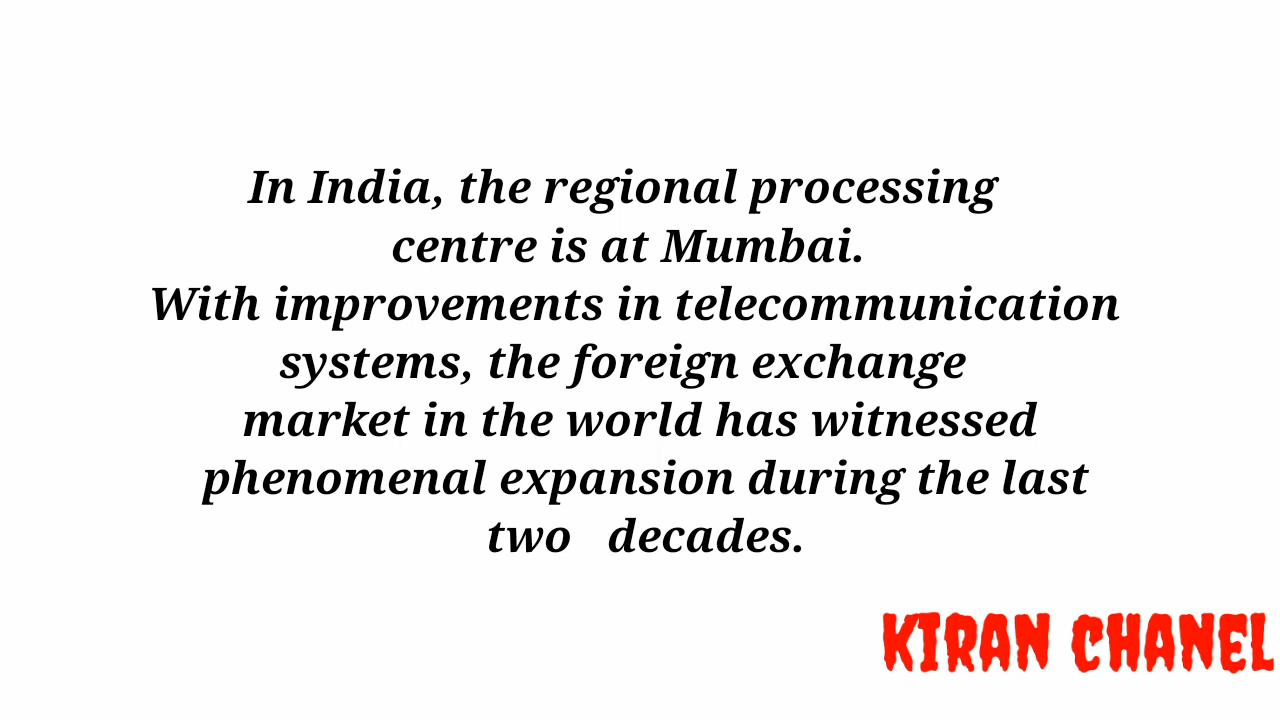 In India, the regional processing
centre is at Mumbai.
With improvements in telecommunication
systems, the foreign exchange
market in the world has witnessed
phenomenal expansion during the last
two decades.
KIRAN CHANEL